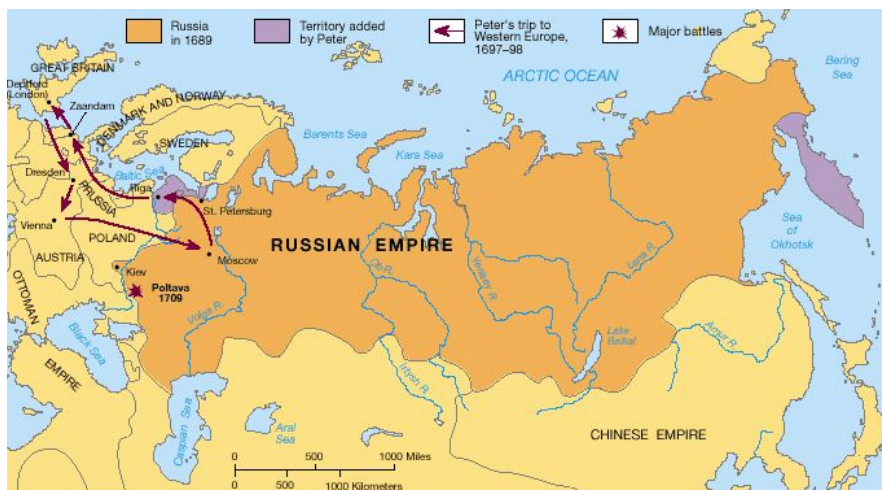 Russia
in 1689
Territory added
by Peter
Peter's trip to
Western Europe,
1697–98
Major battles
GREAT BRITAIN
Deptford
(London)
Zaandam
DENMARK AND NORWAY
SWEDEN
ARCTIC OCEAN
Bering
Sea
Barents Sea
Kara Sea
Dresden
PRUSSIA
Baltic Sea
Riga
St. Petersburg
Vienna
POLAND
Moscow
RUSSIAN EMPIRE
Sea
of
Okhotsk
AUSTRIA
Kiev
Poltava
1709
Volga R.
Ob R.
Yenisey R.
Lena R.
OTTOMAN
EMPIRE
Black Sea
Lake
Baikal
Amur R.
Irtysh R.
Caspian Sea
Aral
Sea
CHINESE EMPIRE
0 500 1000 Miles
0 500 1000 Kilometers